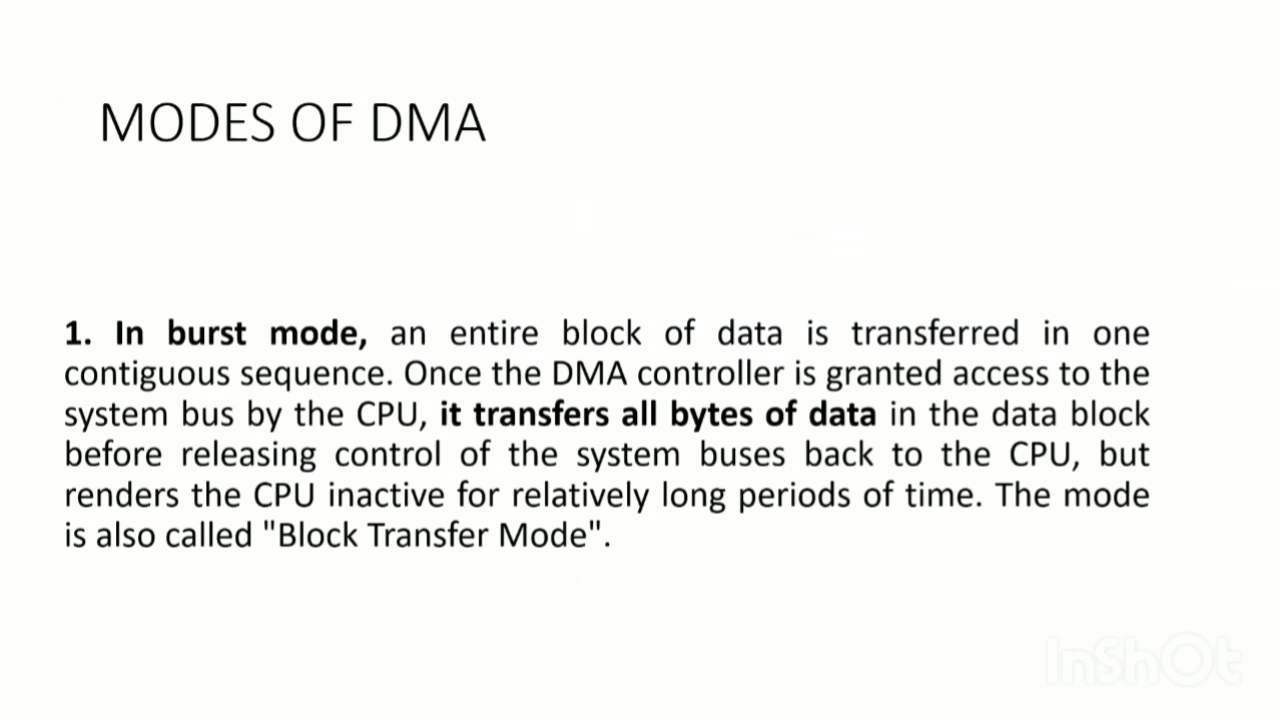 MODES OF DMA
1. In burst mode, an entire block of data is transferred in one
contiguous sequence. Once the DMA controller is granted access to the
system bus by the CPU, it transfers all bytes of data in the data block
before releasing control of the system buses back to the CPU, but
renders the CPU inactive for relatively long periods of time. The mode
is also called "Block Transfer Mode".
InShOt